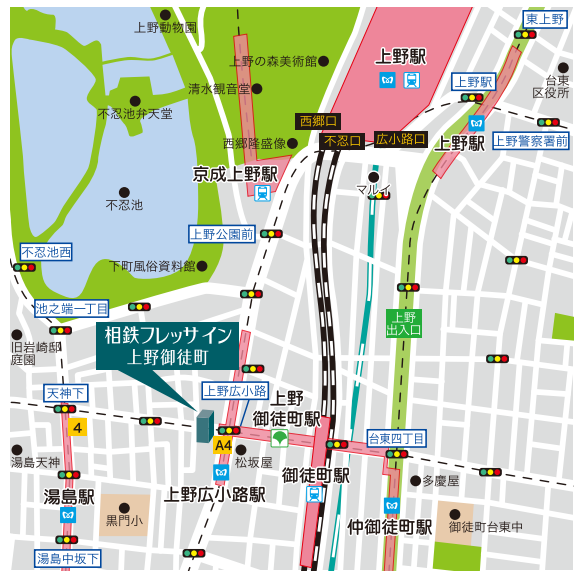 上野動物園
東上野
上野の森美術館
上野駅
清水観音堂
上野駅
台東
区役所
不忍池弁天堂
西郷口
西郷隆盛像
不忍口
広小路口
上野駅
上野警察署前
京成上野駅
マルイ
不忍池
上野公園前
不忍池西
下町風俗資料館
池之端一丁目
上野
出入口
相鉄フレッサイン
上野御徒町
旧岩崎邸
庭園
天神下
上野広小路
上野
御徒町駅
4
A4
台東四丁目
湯島天神
松坂屋
御徒町駅
多慶屋
湯島駅
上野広小路駅
黒門小
仲御徒町駅
御徒町台東中
湯島中坂下